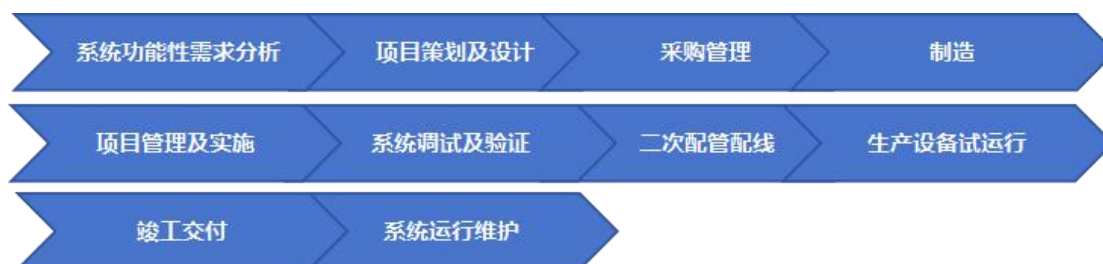 系统功能性需求分析 项目策划及设计 采购管理 制造
项目管理及实施 系统调试及验证 二次配管配线 生产设备试运行
竣工交付 系统运行维护